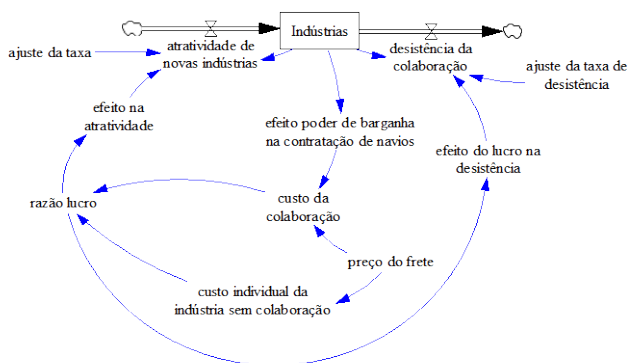 Indústrias
ajuste da taxa
atratividade de
novas indústrias
desistência da
colaboração
ajuste da taxa de
desistência
efeito na
atratividade
efeito poder de barganha
na contratação de navios
efeito do lucro na
desistência
razão lucro
custo da
colaboração
preço do frete
custo individual da
indústria sem colaboração